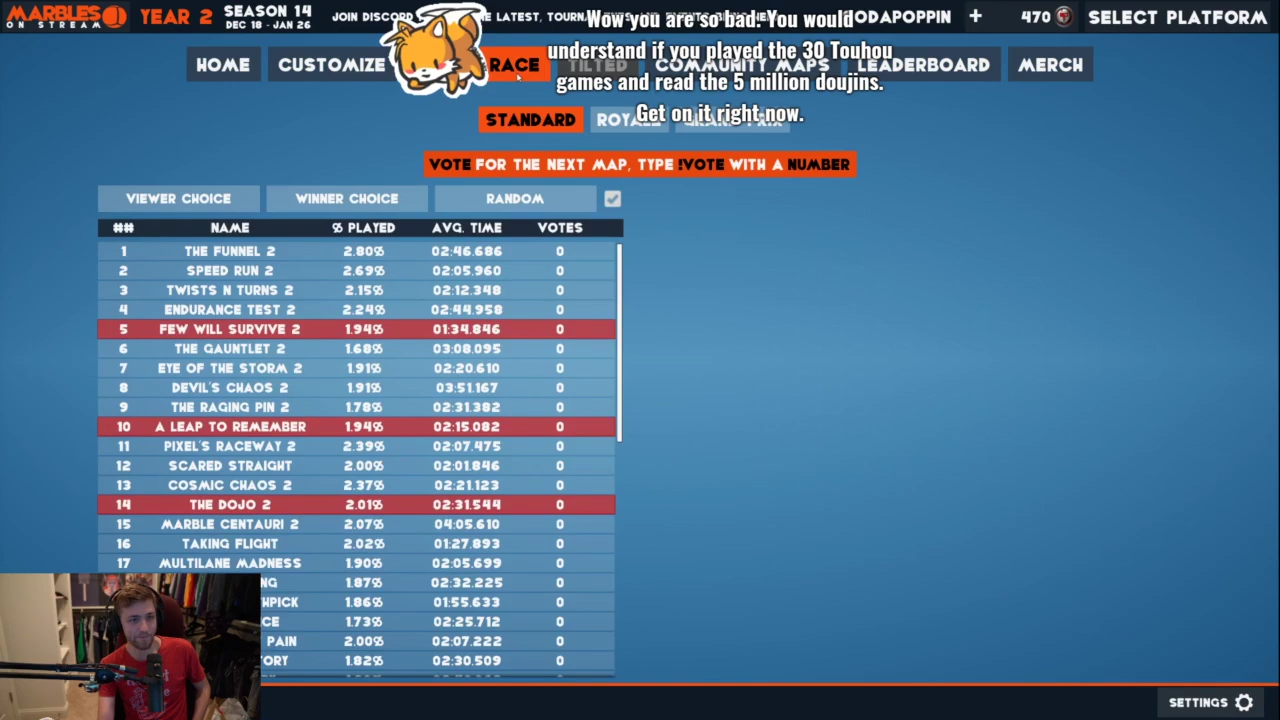 MARBLES
ON STREAM
YEAR 2
SEASON 14
DEC 18 - JAN 26
JOIN DISCORD
470
SELECT PLATFORM
Wow you are so bad. You would
understand if you played the 30 Touhou
games and read the 5 million doujins.
Get on it right now.
HOME
CUSTOMIZE
RACE
TILTED
COMMUNITY MAPS
LEADERBOARD
MERCH
STANDARD
VOTE FOR THE NEXT MAP, TYPE !VOTE WITH A NUMBER
VIEWER CHOICE
WINNER CHOICE
RANDOM
## NAME % PLAYED AVG. TIME VOTES
1 THE FUNNEL 2 2.80% 02:46.686 0
2 SPEED RUN 2 2.69% 02:05.960 0
3 TWISTS N TURNS 2 2.15% 02:12.348 0
4 ENDURANCE TEST 2 2.24% 02:44.958 0
5 FEW WILL SURVIVE 2 1.94% 01:34.846 0
6 THE GAUNTLET 2 1.68% 03:08.095 0
7 EYE OF THE STORM 2 1.91% 02:20.610 0
8 DEVIL'S CHAOS 2 1.91% 03:51.167 0
9 THE RAGING PIN 2 1.78% 02:31.382 0
10 A LEAP TO REMEMBER 1.94% 02:15.082 0
11 PIXEL'S RACEWAY 2 2.39% 02:07.475 0
12 SCARED STRAIGHT 2.00% 02:01.846 0
13 COSMIC CHAOS 2 2.37% 02:21.123 0
14 THE DOJO 2 2.01% 02:31.544 0
15 MARBLE CENTAURI 2 2.07% 04:05.610 0
16 TAKING FLIGHT 2.02% 01:27.893 0
17 MULTILANE MADNESS 1.90% 02:05.699 0
NG 1.87% 02:32.225 0
HPICK 1.86% 01:55.633 0
CE 1.73% 02:25.712 0
PAIN 2.00% 02:07.222 0
ORY 1.82% 02:30.509 0
SETTINGS